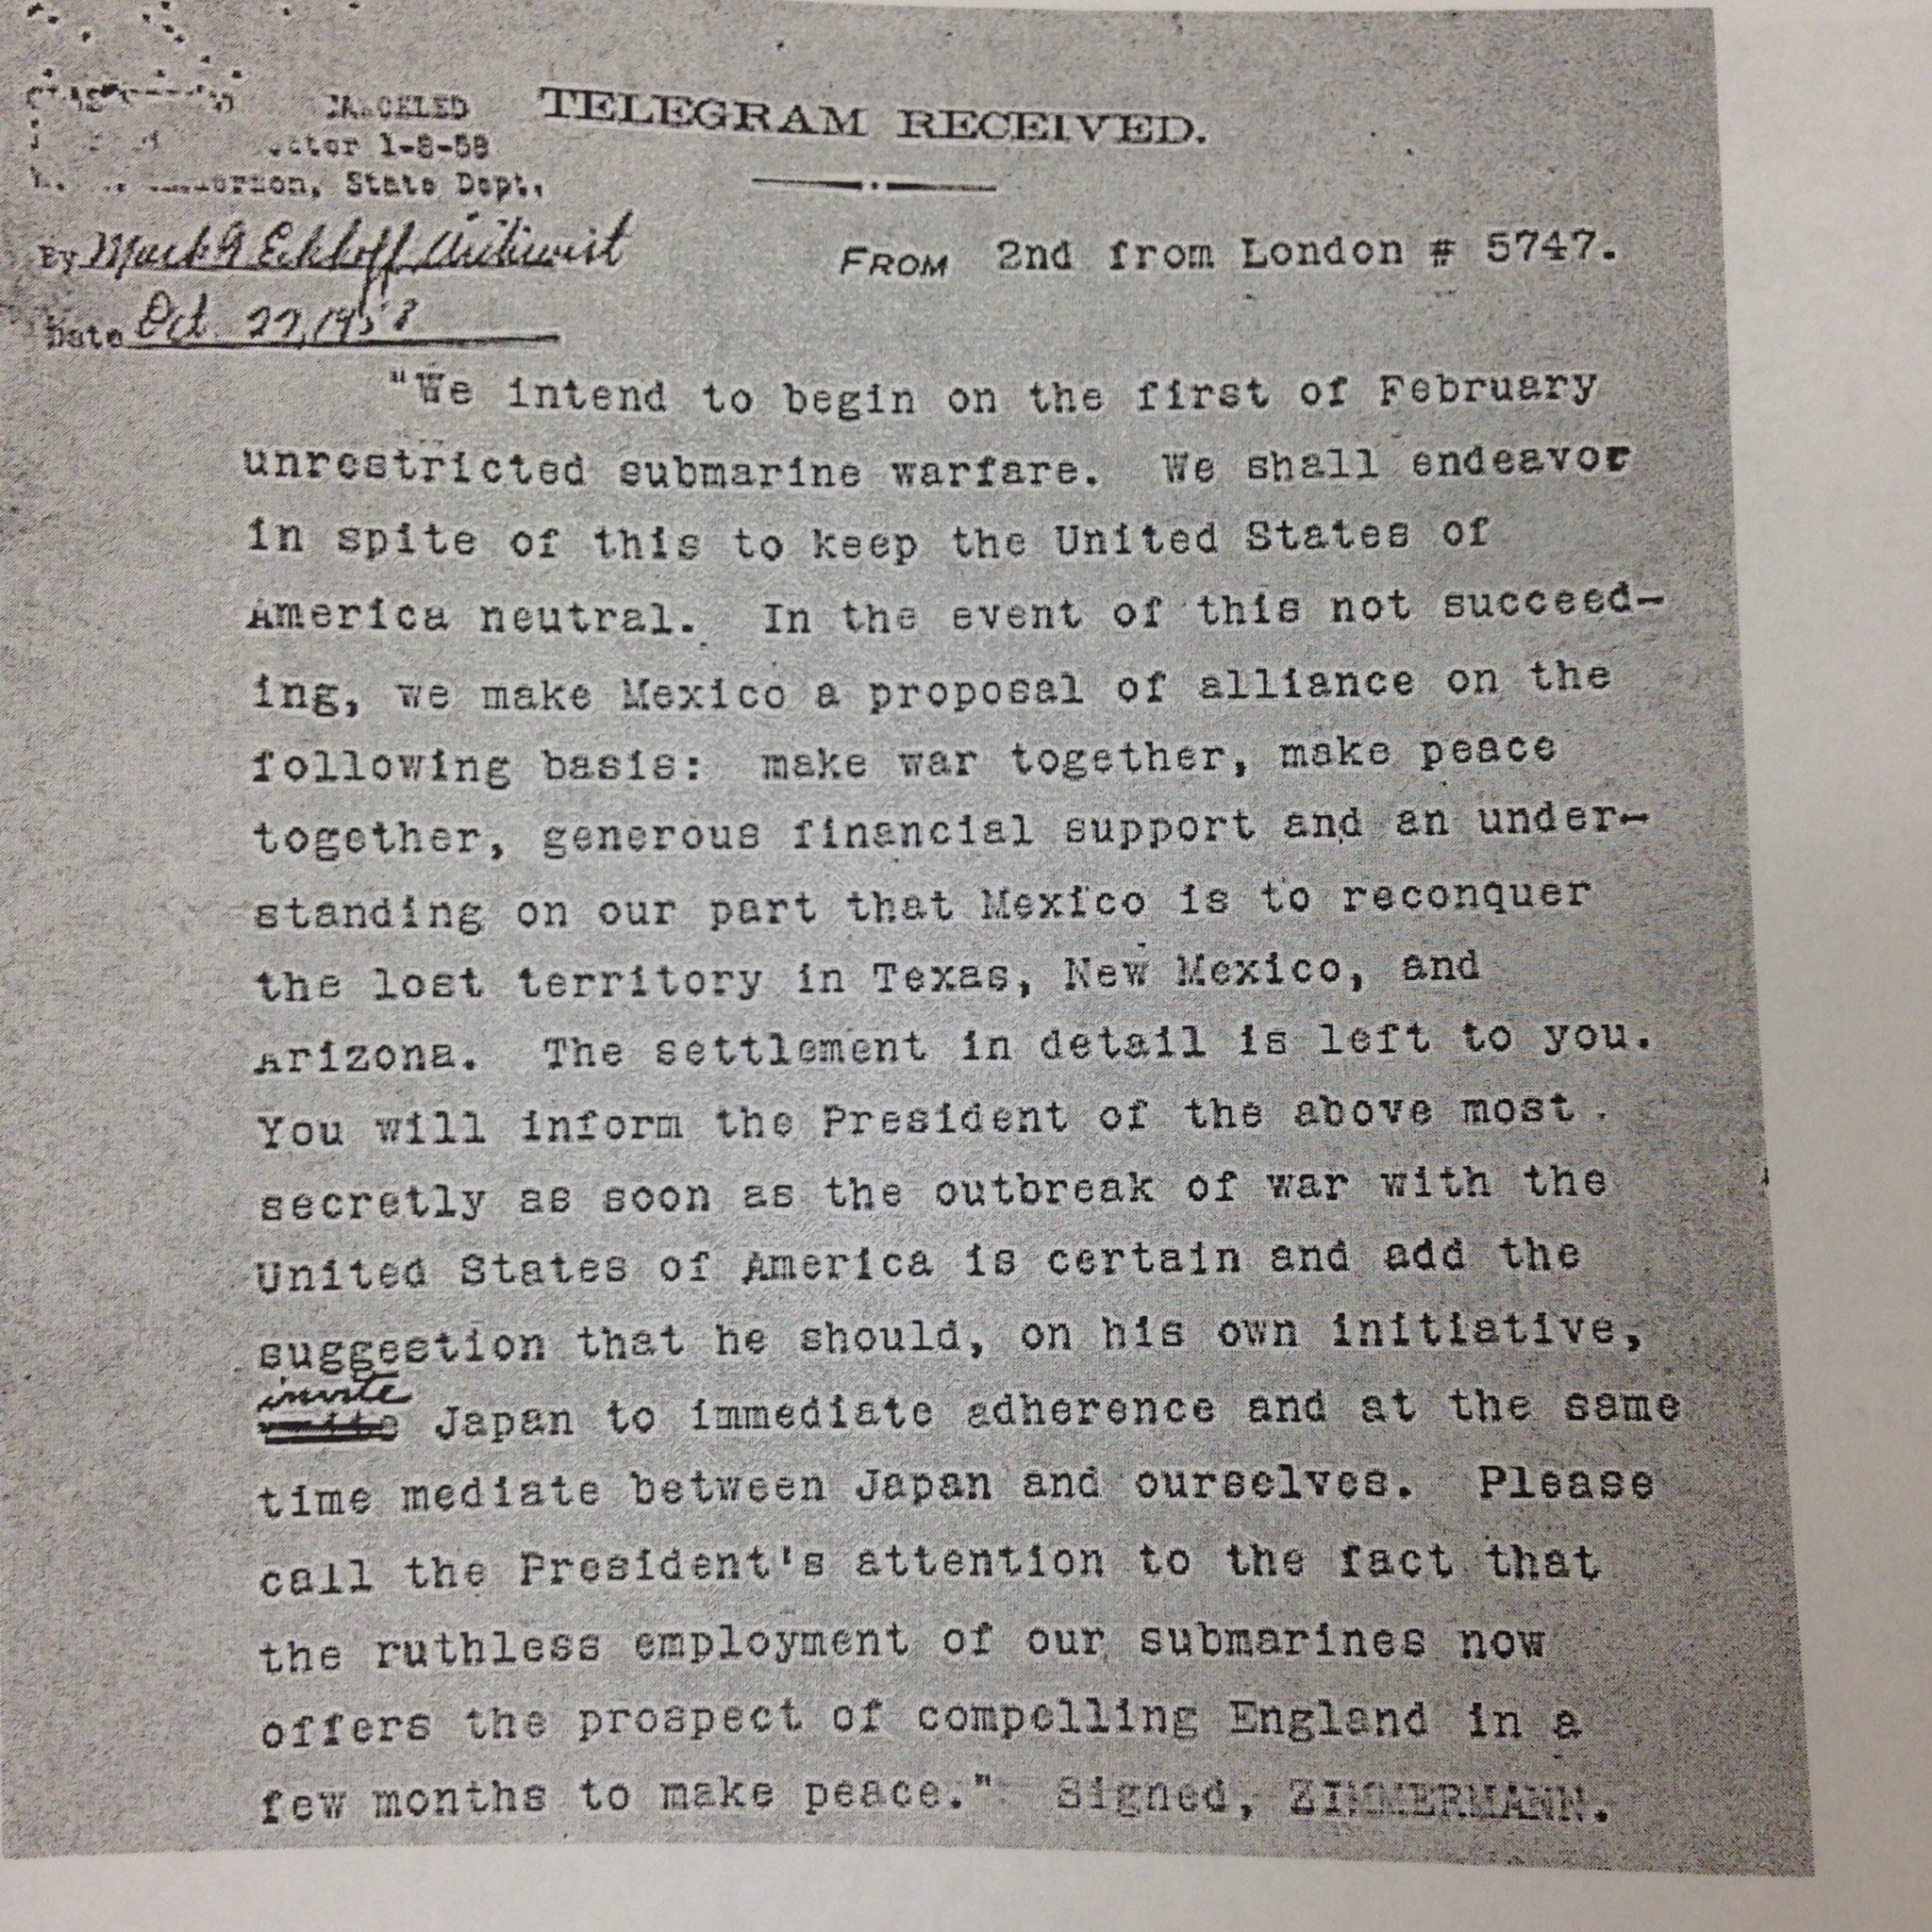 TELEGRAM RECEIVED.
1-8-58
State Dept.
By Mark G Eckhoff Archivist
Date Oct. 27, 1958
FROM 2nd from London # 5747.
"We intend to begin on the first of February
unrestricted submarine warfare. We shall endeavor
in spite of this to keep the United States of
America neutral. In the event of this not succeed-
ing, we make Mexico a proposal of alliance on the
following basis: make war together, make peace
together, generous financial support and an under-
standing on our part that Mexico is to reconquer
the lost territory in Texas, New Mexico, and
Arizona. The settlement in detail is left to you.
You will inform the President of the above most
secretly as soon as the outbreak of war with the
United States of America is certain and add the
suggestion that he should, on his own initiative,
invite
Japan to immediate adherence and at the same
time mediate between Japan and ourselves. Please
call the President's attention to the fact that
the ruthless employment of our submarines now
offers the prospect of compelling England in a
few months to make peace." Signed, ZIMMERMANN.